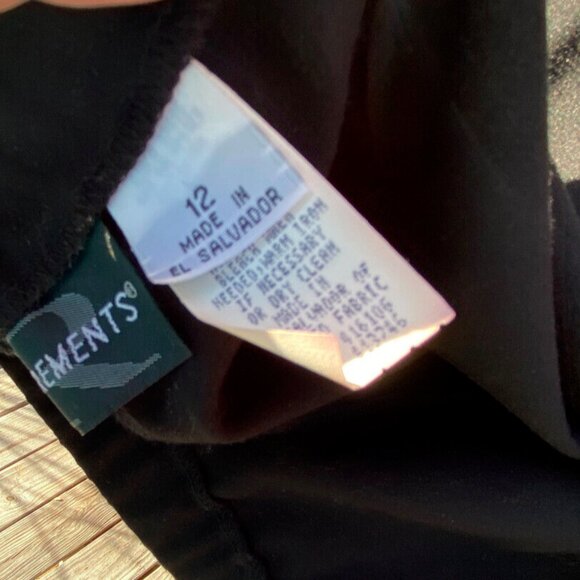 12
MADE IN
EL SALVADOR
BLEACH WHEN
NEEDED,WARM IRON
IF NECESSARY
OR DRY CLEAN
MADE IN
LVADOR OF
FABRIC
EMENTS®